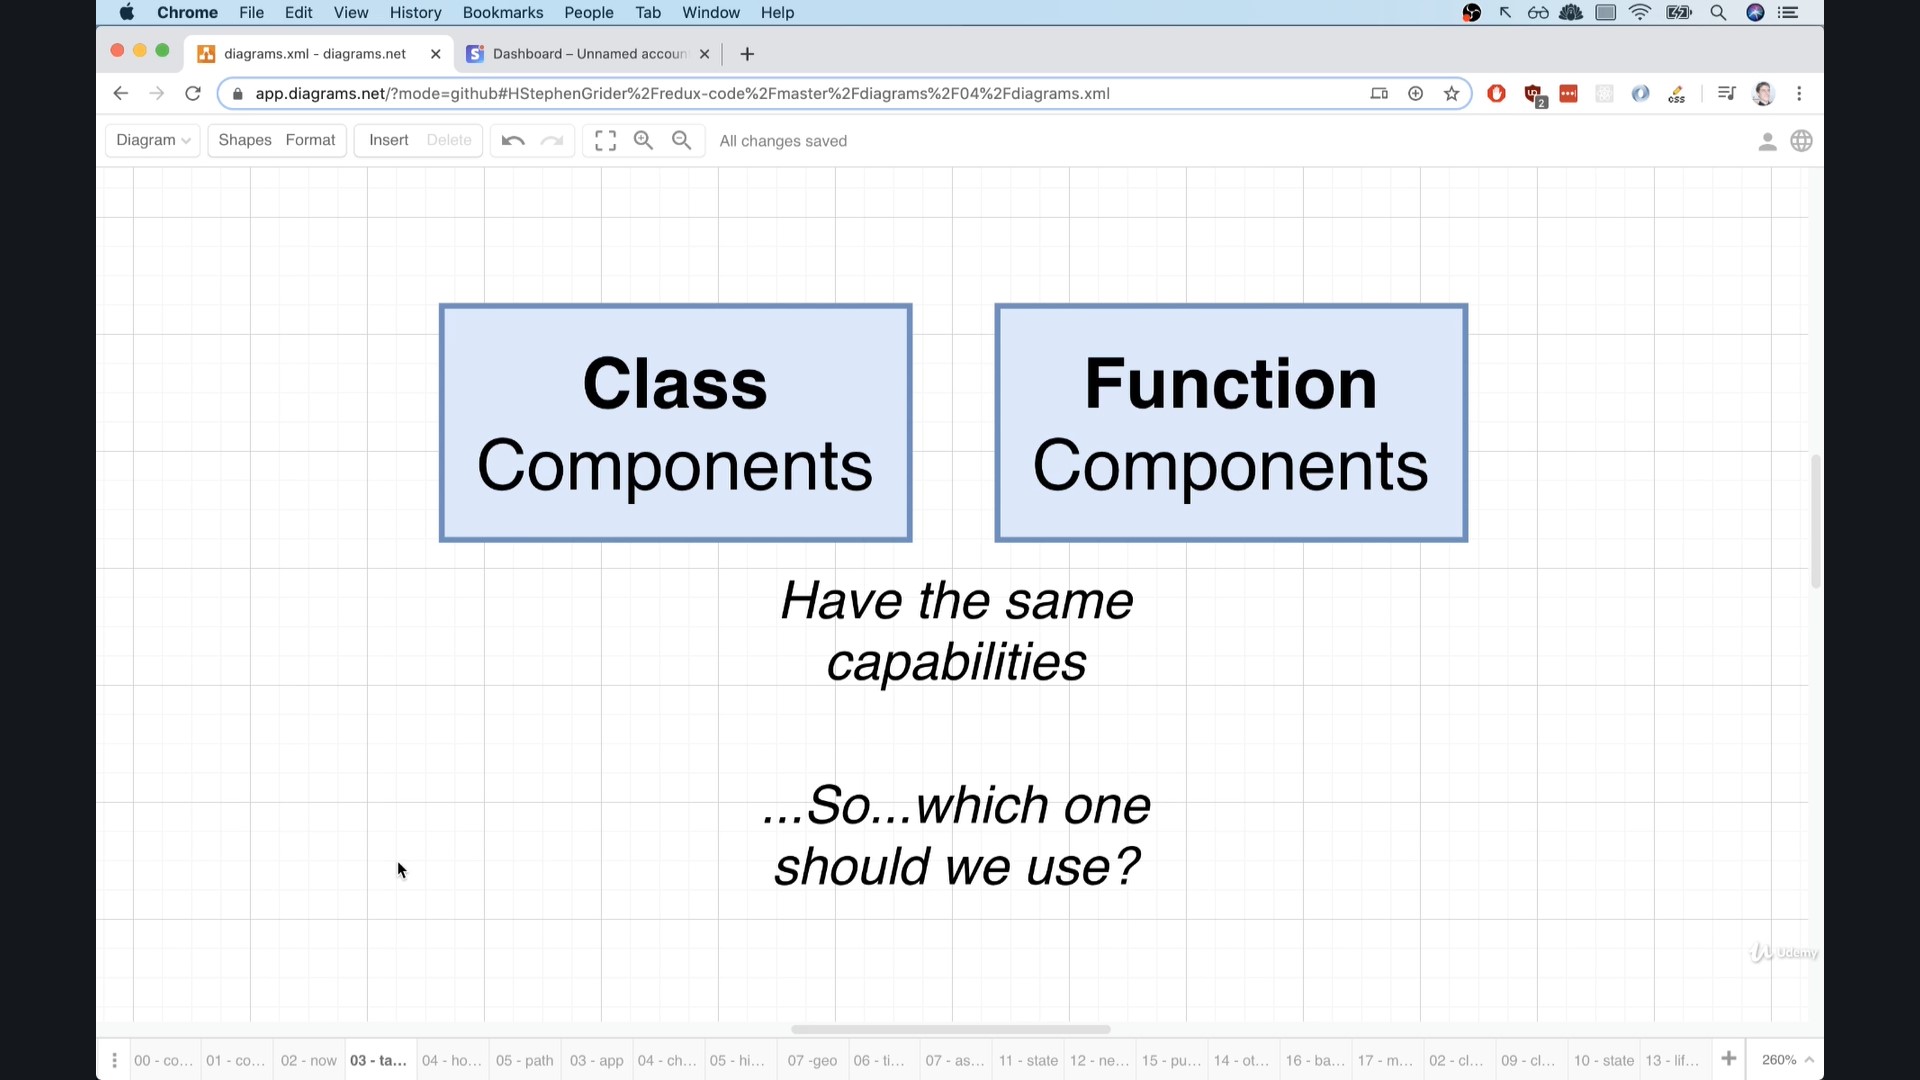 Chrome File Edit View History Bookmarks People Tab Window Help
diagrams.xml - diagrams.net
Dashboard – Unnamed accoun
app.diagrams.net/?mode=github#HStephenGrider%2Fredux-code%2Fmaster%2Fdiagrams%2F04%2Fdiagrams.xml
2
css
Diagram Shapes Format Insert Delete All changes saved
Class
Components
Function
Components
Have the same
capabilities
...So...which one
should we use?
Udemy
00 - co... 01 - co... 02 - now 03 - ta... 04 - ho... 05 - path 03 - app 04 - ch... 05 - hi... 07 -geo 06 - ti... 07 - as... 11 - state 12 - ne... 15 - pu... 14 - ot... 16 - ba... 17 - m... 02 - cl... 09 - cl... 10 - state 13 - lif... 260%